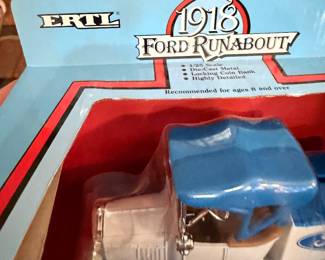 ERTL
1918
FORD RUNABOUT
• 1/25 Scale
• Die-Cast Metal
• Locking Coin Bank
• Highly Detailed
Recommended for ages 8 and over